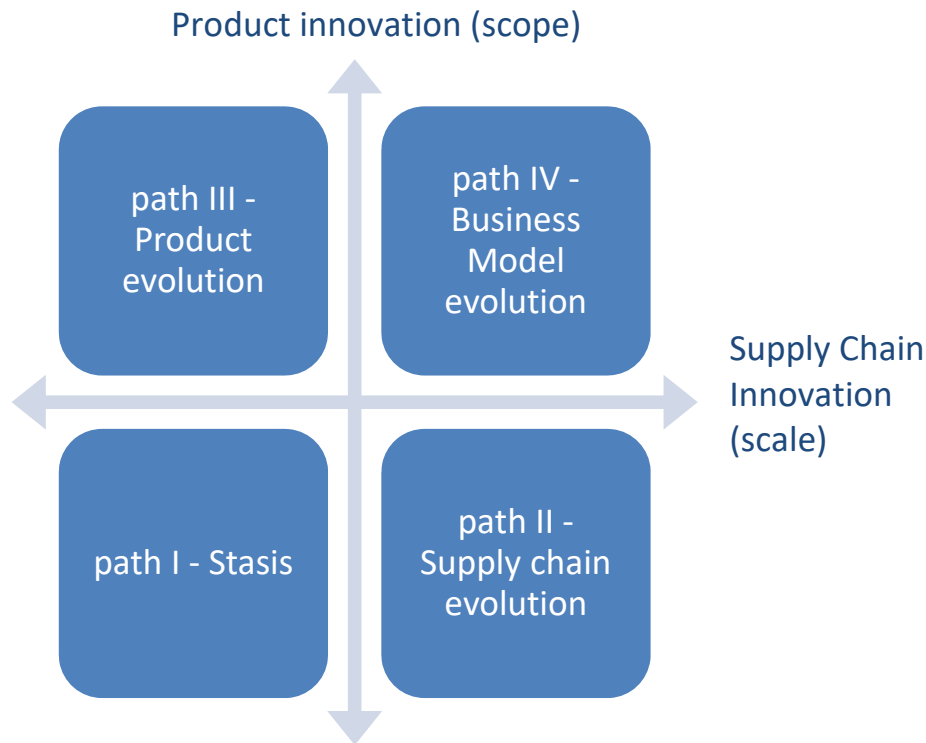 Product innovation (scope)
path III -
Product
evolution
path IV -
Business
Model
evolution
Supply Chain
Innovation
(scale)
path I - Stasis
path II -
Supply chain
evolution